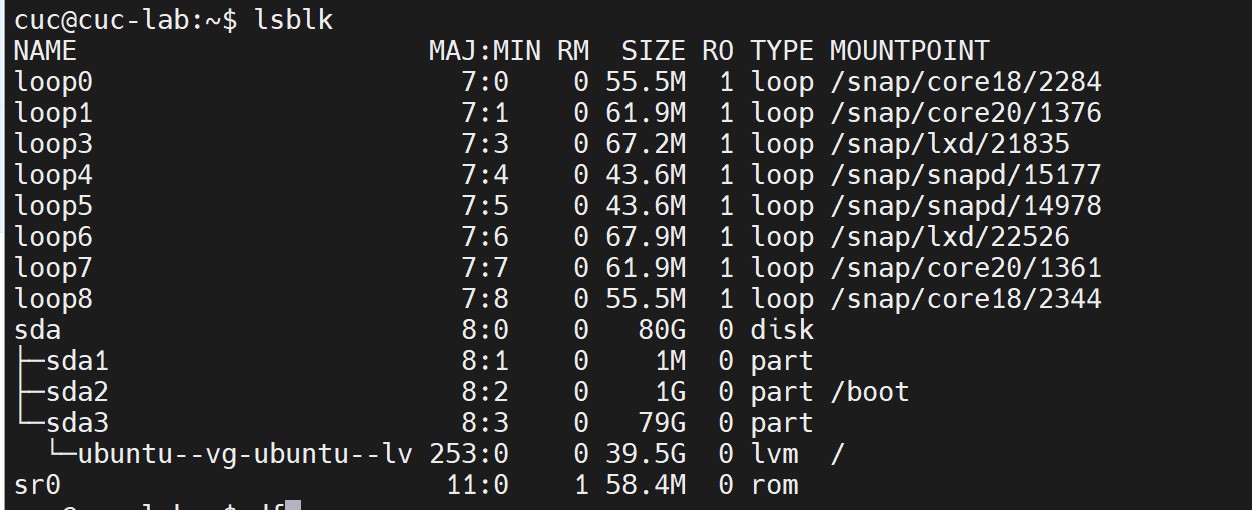 cuc@cuc-lab:~$ lsblk
NAME                      MAJ:MIN RM  SIZE RO TYPE MOUNTPOINT
loop0                       7:0    0 55.5M  1 loop /snap/core18/2284
loop1                       7:1    0 61.9M  1 loop /snap/core20/1376
loop3                       7:3    0 67.2M  1 loop /snap/lxd/21835
loop4                       7:4    0 43.6M  1 loop /snap/snapd/15177
loop5                       7:5    0 43.6M  1 loop /snap/snapd/14978
loop6                       7:6    0 67.9M  1 loop /snap/lxd/22526
loop7                       7:7    0 61.9M  1 loop /snap/core20/1361
loop8                       7:8    0 55.5M  1 loop /snap/core18/2344
sda                         8:0    0   80G  0 disk
├─sda1                      8:1    0    1M  0 part
├─sda2                      8:2    0    1G  0 part /boot
└─sda3                      8:3    0   79G  0 part
  └─ubuntu--vg-ubuntu--lv 253:0    0 39.5G  0 lvm  /
sr0                        11:0    1 58.4M  0 rom